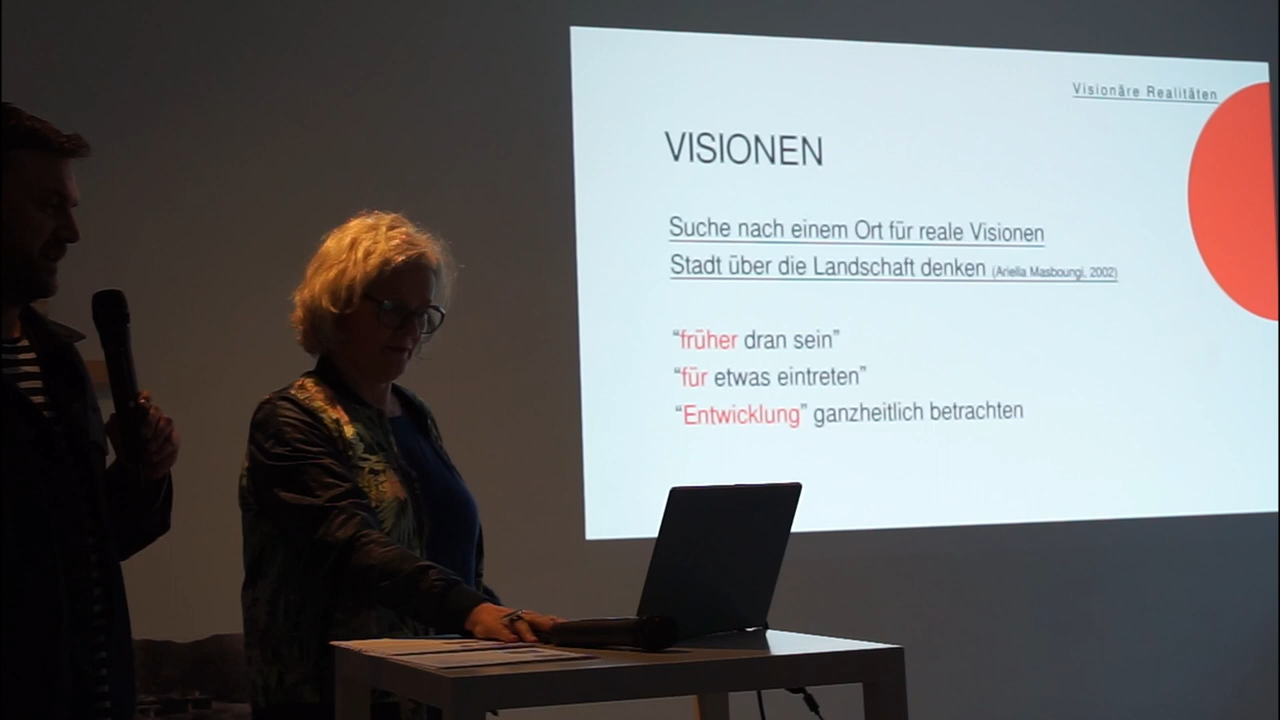 Visionäre Realitäten
VISIONEN
Suche nach einem Ort für reale Visionen
Stadt über die Landschaft denken (Ariella Masboungi, 2002)
“früher dran sein”
“für etwas eintreten”
“Entwicklung” ganzheitlich betrachten